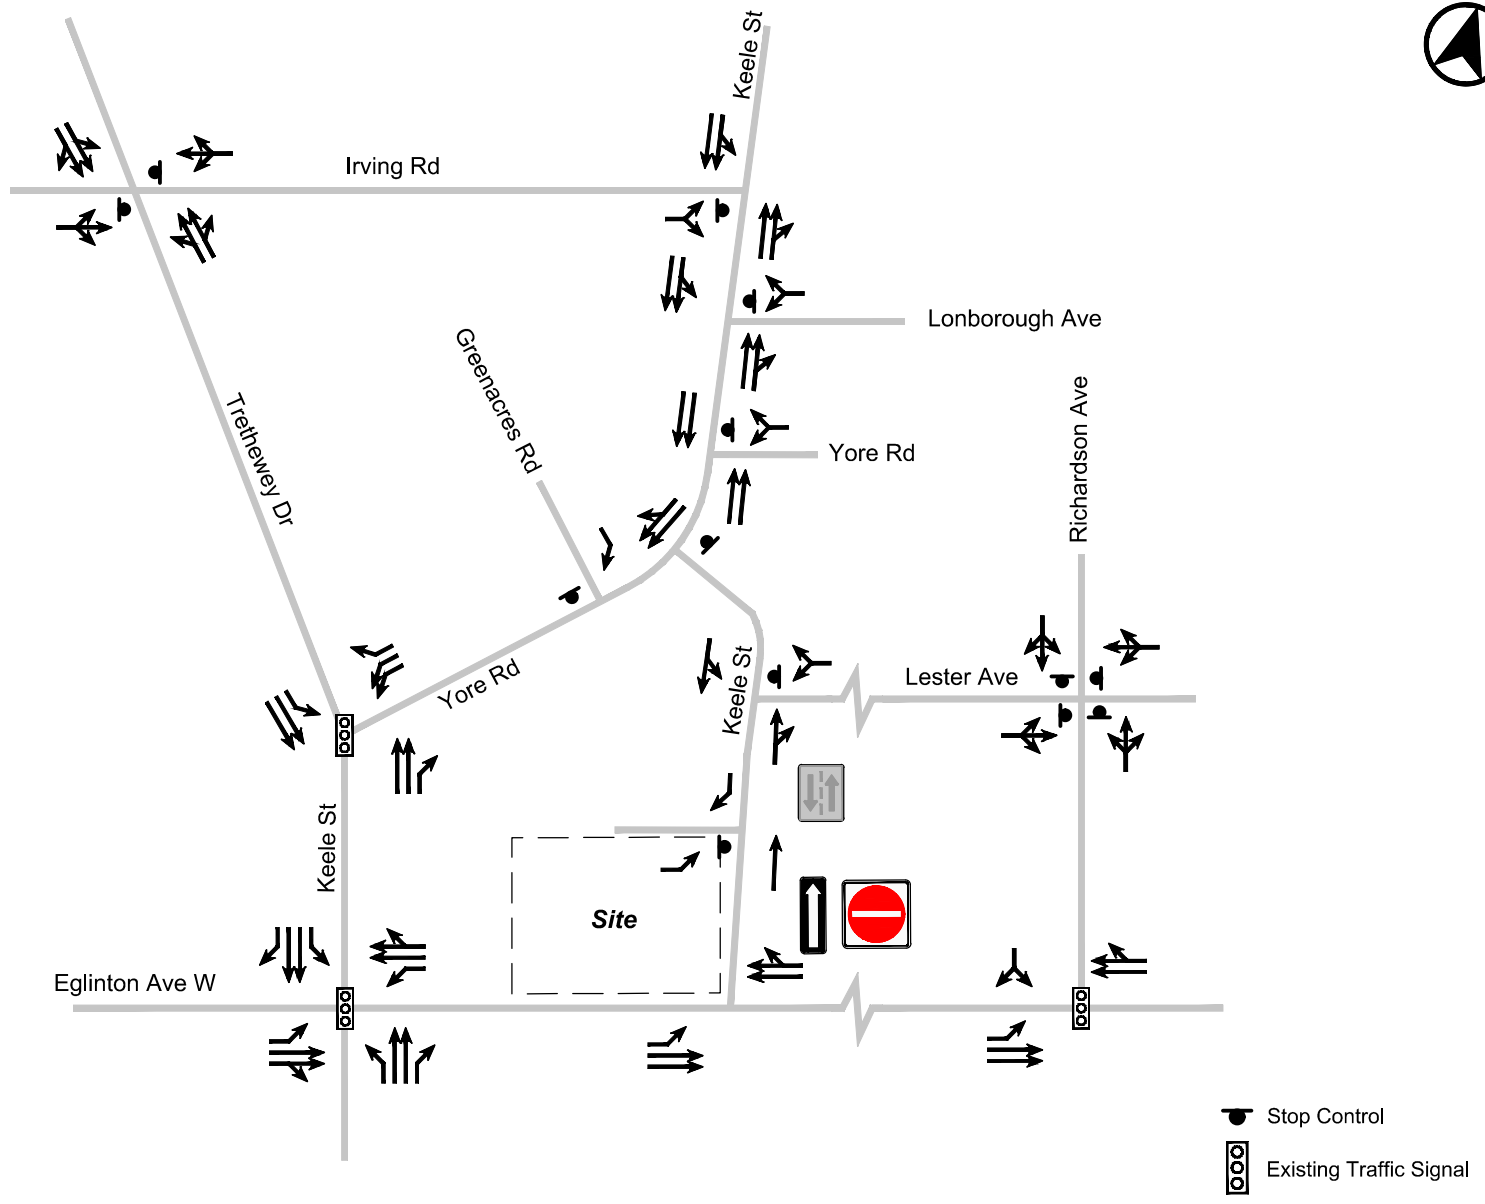 Keele St
Irving Rd
Lonborough Ave
Greenacres Rd
Trethewey Dr
Yore Rd
Richardson Ave
Yore Rd
Keele St
Lester Ave
Keele St
Site
Eglinton Ave W
Stop Control
Existing Traffic Signal